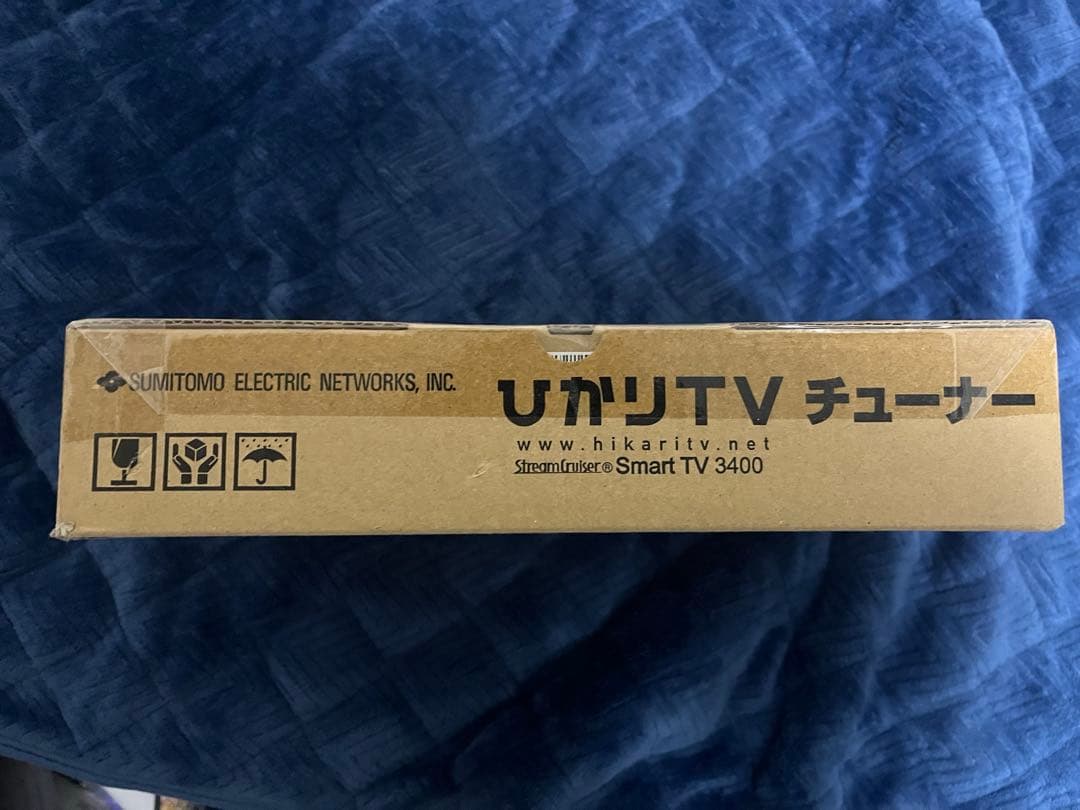 SUMITOMO ELECTRIC NETWORKS, INC.
ひかりTV チューナー
www.hikaritv.net
StreamCruiser® Smart TV 3400